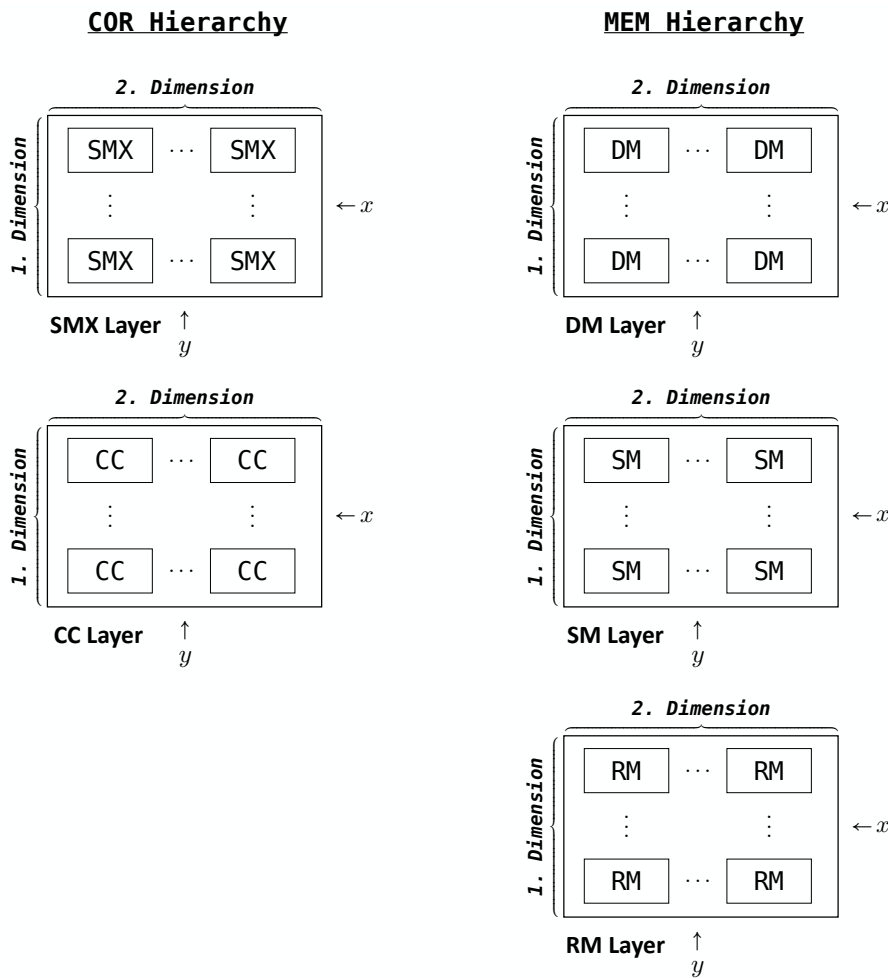 COR Hierarchy
2. Dimension
1. Dimension
SMX ··· SMX
⋮ ⋮
← x
SMX ··· SMX
SMX Layer ↑
y
2. Dimension
1. Dimension
CC ··· CC
⋮ ⋮
← x
CC ··· CC
CC Layer ↑
y
MEM Hierarchy
2. Dimension
1. Dimension
DM ··· DM
⋮ ⋮
← x
DM ··· DM
DM Layer ↑
y
2. Dimension
1. Dimension
SM ··· SM
⋮ ⋮
← x
SM ··· SM
SM Layer ↑
y
2. Dimension
1. Dimension
RM ··· RM
⋮ ⋮
← x
RM ··· RM
RM Layer ↑
y